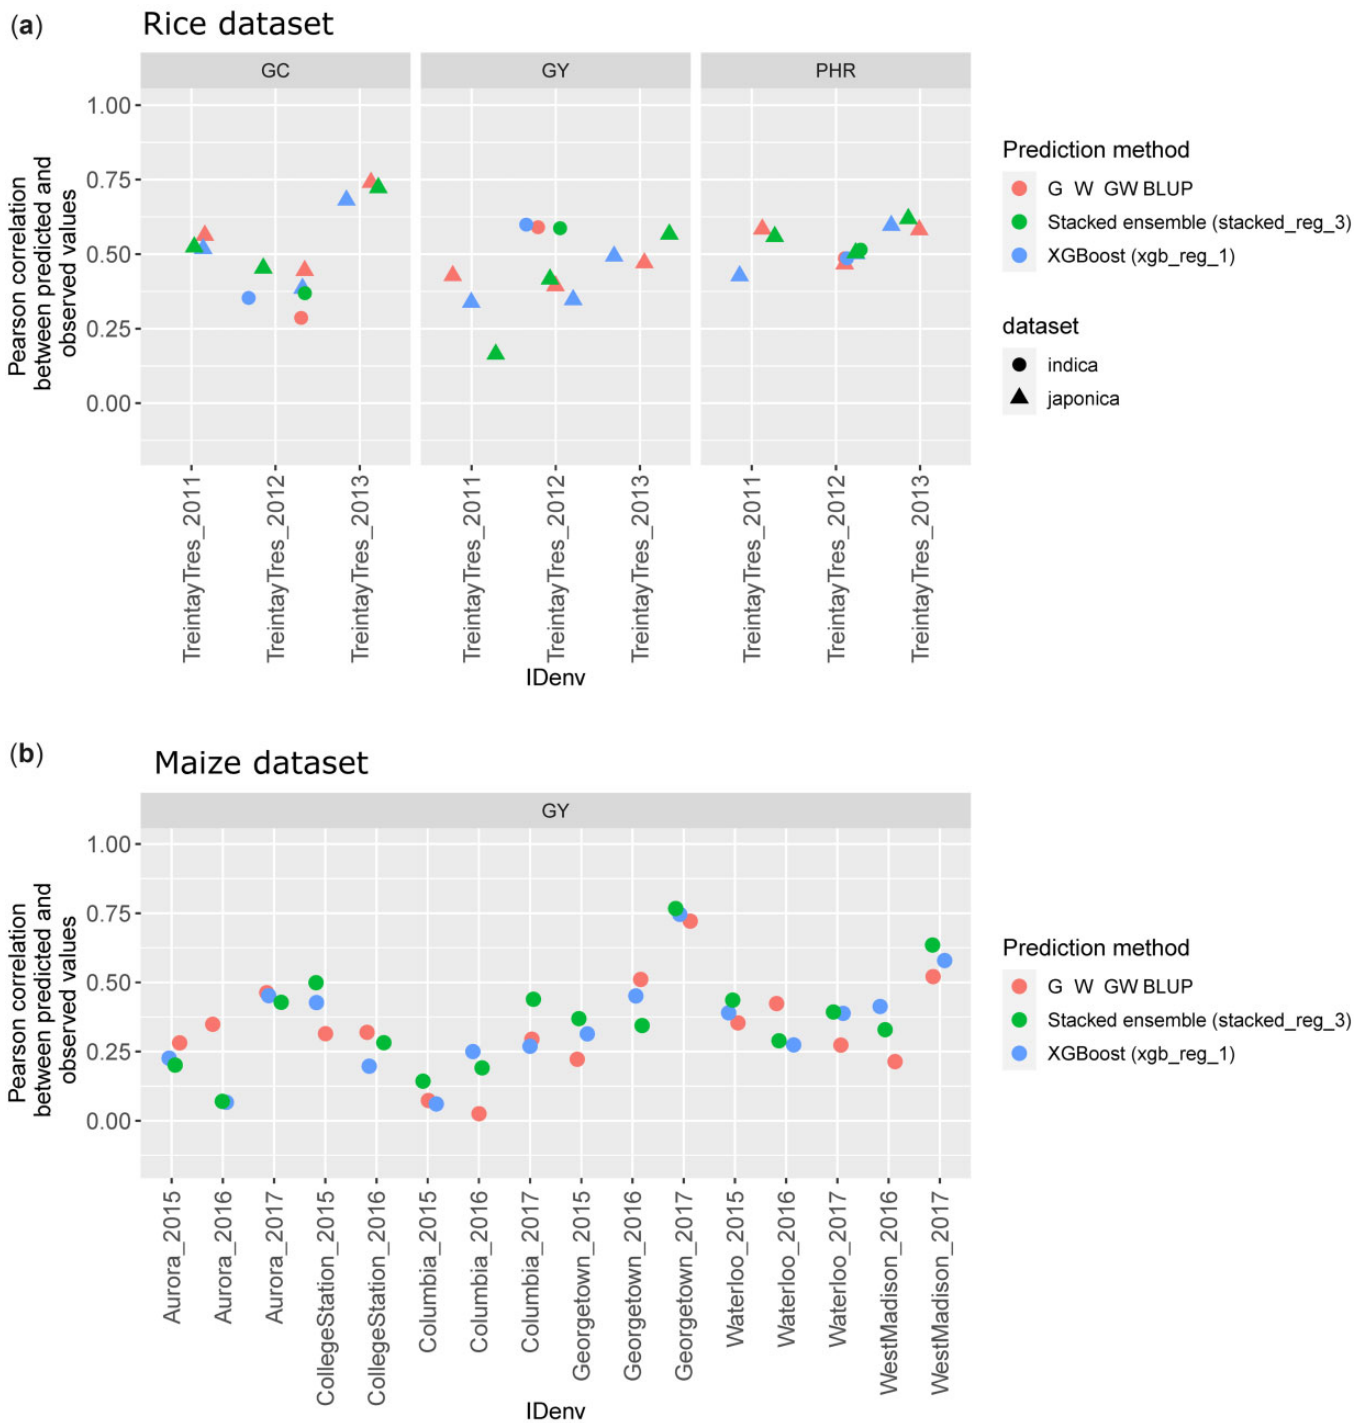 (a)
Rice dataset
GC
GY
PHR
1.00
0.75
0.50
0.25
0.00
Pearson correlation
between predicted and
observed values
TreintayTres_2011
TreintayTres_2012
TreintayTres_2013
TreintayTres_2011
TreintayTres_2012
TreintayTres_2013
TreintayTres_2011
TreintayTres_2012
TreintayTres_2013
IDenv
Prediction method
G W GW BLUP
Stacked ensemble (stacked_reg_3)
XGBoost (xgb_reg_1)
dataset
indica
japonica
(b)
Maize dataset
GY
1.00
0.75
0.50
0.25
0.00
Pearson correlation
between predicted and
observed values
Aurora_2015
Aurora_2016
Aurora_2017
CollegeStation_2015
CollegeStation_2016
Columbia_2015
Columbia_2016
Columbia_2017
Georgetown_2015
Georgetown_2016
Georgetown_2017
Waterloo_2015
Waterloo_2016
Waterloo_2017
WestMadison_2016
WestMadison_2017
IDenv
Prediction method
G W GW BLUP
Stacked ensemble (stacked_reg_3)
XGBoost (xgb_reg_1)